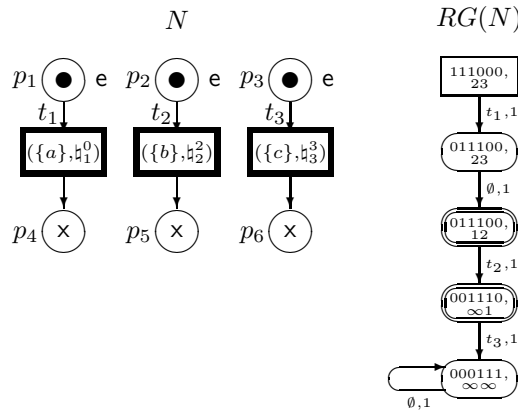 N
RG(N)
p₁ e p₂ e p₃ e
t₁ t₂ t₃
({a},♮⁰₁) ({b},♮²₂) ({c},♮³₃)
p₄ x p₅ x p₆ x
111000,
23
t₁,1
011100,
23
∅,1
011100,
12
t₂,1
001110,
∞1
t₃,1
000111,
∞∞
∅,1